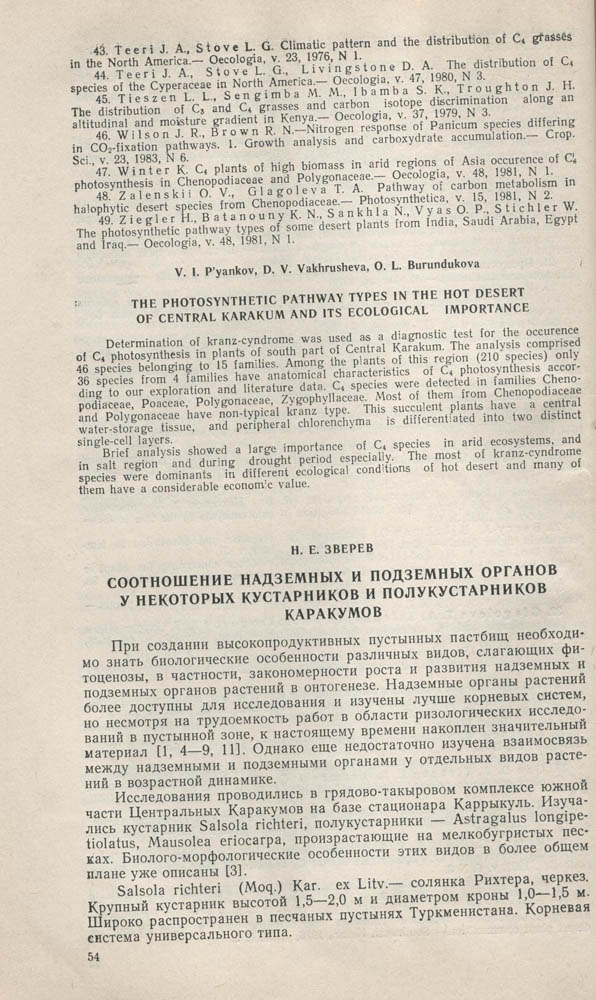 43. Teeri J. A., Stove L. G. Climatic pattern and the distribution of C₄ grasses
in the North America.— Oecologia, v. 23, 1976, N 1.
44. Teeri J. A., Stove L. G., Livingstone D. A. The distribution of C₄
species of the Cyperaceae in North America.— Oecologia, v. 47, 1980, N 3.
45. Tieszen L. L., Sengimba M. M., Ibamba S. K., Troughton J. H.
The distribution of C₃ and C₄ grasses and carbon isotope discrimination along an
altitudinal and moisture gradient in Kenya.— Oecologia, v. 37, 1979, N 3.
46. Wilson J. R., Brown R. N.—Nitrogen response of Panicum species differing
in CO₂-fixation pathways. 1. Growth analysis and carboxydrate accumulation.— Crop.
Sci., v. 23, 1983, N 6.
47. Winter K. C₄ plants of high biomass in arid regions of Asia occurence of C₄
photosynthesis in Chenopodiaceae and Polygonaceae.— Oecologia, v. 48, 1981, N 1.
48. Zalenskii O. V., Glagoleva T. A. Pathway of carbon metabolism in
halophytic desert species from Chenopodiaceae.— Photosynthetica, v. 15, 1981, N 2.
49. Ziegler H., Batanouny K. N., Sankhla N., Vyas O. P., Stichler W.
The photosynthetic pathway types of some desert plants from India, Saudi Arabia, Egypt
and Iraq.— Oecologia, v. 48, 1981, N 1.
V. I. P'yankov, D. V. Vakhrusheva, O. L. Burundukova
THE PHOTOSYNTHETIC PATHWAY TYPES IN THE HOT DESERT
OF CENTRAL KARAKUM AND ITS ECOLOGICAL IMPORTANCE
Determination of kranz-cyndrome was used as a diagnostic test for the occurence
of C₄ photosynthesis in plants of south part of Central Karakum. The analysis comprised
46 species belonging to 15 families. Among the plants of this region (210 species) only
36 species from 4 families have anatomical characteristics of C₄ photosynthesis accor-
ding to our exploration and literature data. C₄ species were detected in families Cheno-
podiaceae, Poaceae, Polygonaceae, Zygophyllaceae. Most of them from Chenopodiaceae
and Polygonaceae have non-typical kranz type. This succulent plants have a central
water-storage tissue, and peripheral chlorenchyma is differentiated into two distinct
single-cell layers.
Brief analysis showed a large importance of C₄ species in arid ecosystems, and
in salt region and during drought period especially. The most of kranz-cyndrome
species were dominants in different ecological conditions of hot desert and many of
them have a considerable economic value.
Н. Е. ЗВЕРЕВ
СООТНОШЕНИЕ НАДЗЕМНЫХ И ПОДЗЕМНЫХ ОРГАНОВ
У НЕКОТОРЫХ КУСТАРНИКОВ И ПОЛУКУСТАРНИКОВ
КАРАКУМОВ
При создании высокопродуктивных пустынных пастбищ необходи-
мо знать биологические особенности различных видов, слагающих фи-
тоценозы, в частности, закономерности роста и развития надземных и
подземных органов растений в онтогенезе. Надземные органы растений
более доступны для исследования и изучены лучше корневых систем,
но несмотря на трудоемкость работ в области ризологических исследо-
ваний в пустынной зоне, к настоящему времени накоплен значительный
материал [1, 4—9, 11]. Однако еще недостаточно изучена взаимосвязь
между надземными и подземными органами у отдельных видов расте-
ний в возрастной динамике.
Исследования проводились в грядово-такыровом комплексе южной
части Центральных Каракумов на базе стационара Каррыкуль. Изуча-
лись кустарник Salsola richteri, полукустарники — Astragalus longipe-
tiolatus, Mausolea eriocarpa, произрастающие на мелкобугристых пес-
ках. Биолого-морфологические особенности этих видов в более общем
плане уже описаны [3].
Salsola richteri (Moq.) Kar. ex Litv.— солянка Рихтера, черкез.
Крупный кустарник высотой 1,5—2,0 м и диаметром кроны 1,0—1,5 м.
Широко распространен в песчаных пустынях Туркменистана. Корневая
система универсального типа.
54